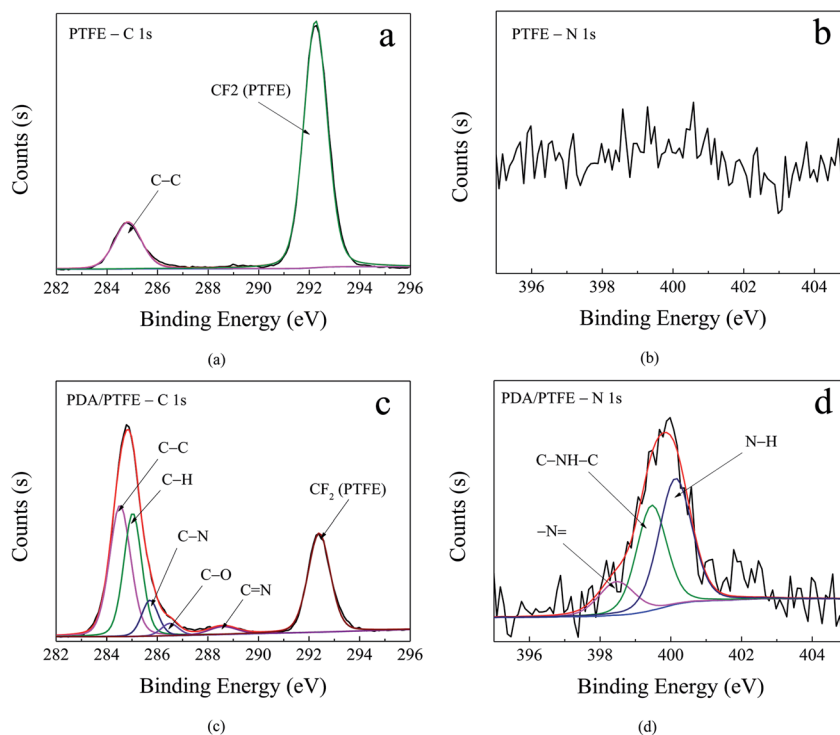 PTFE – C 1s
a
CF2 (PTFE)
C–C
Counts (s)
282 284 286 288 290 292 294 296
Binding Energy (eV)
(a)
PTFE – N 1s
b
Counts (s)
396 398 400 402 404
Binding Energy (eV)
(b)
PDA/PTFE – C 1s
c
C–C
C–H
C–N
C–O
C=N
CF₂ (PTFE)
Counts (s)
282 284 286 288 290 292 294 296
Binding Energy (eV)
(c)
PDA/PTFE – N 1s
d
N–H
C–NH–C
–N=
Counts (s)
396 398 400 402 404
Binding Energy (eV)
(d)